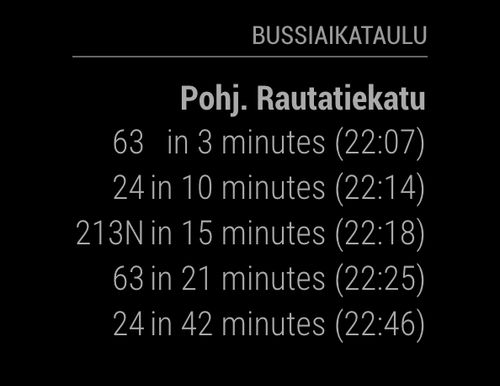 BUSSIAIKATAULU
Pohj. Rautatiekatu
63 in 3 minutes (22:07)
24 in 10 minutes (22:14)
213N in 15 minutes (22:18)
63 in 21 minutes (22:25)
24 in 42 minutes (22:46)